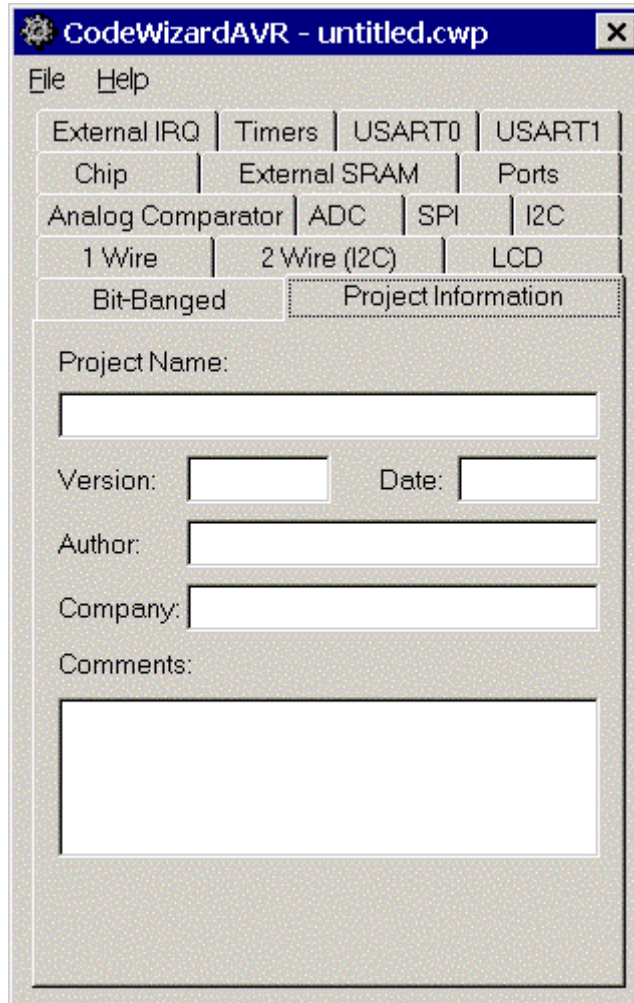 CodeWizardAVR - untitled.cwp
File Help
External IRQ Timers USART0 USART1
Chip External SRAM Ports
Analog Comparator ADC SPI I2C
1 Wire 2 Wire (I2C) LCD
Bit-Banged Project Information
Project Name:
Version: Date:
Author:
Company:
Comments: